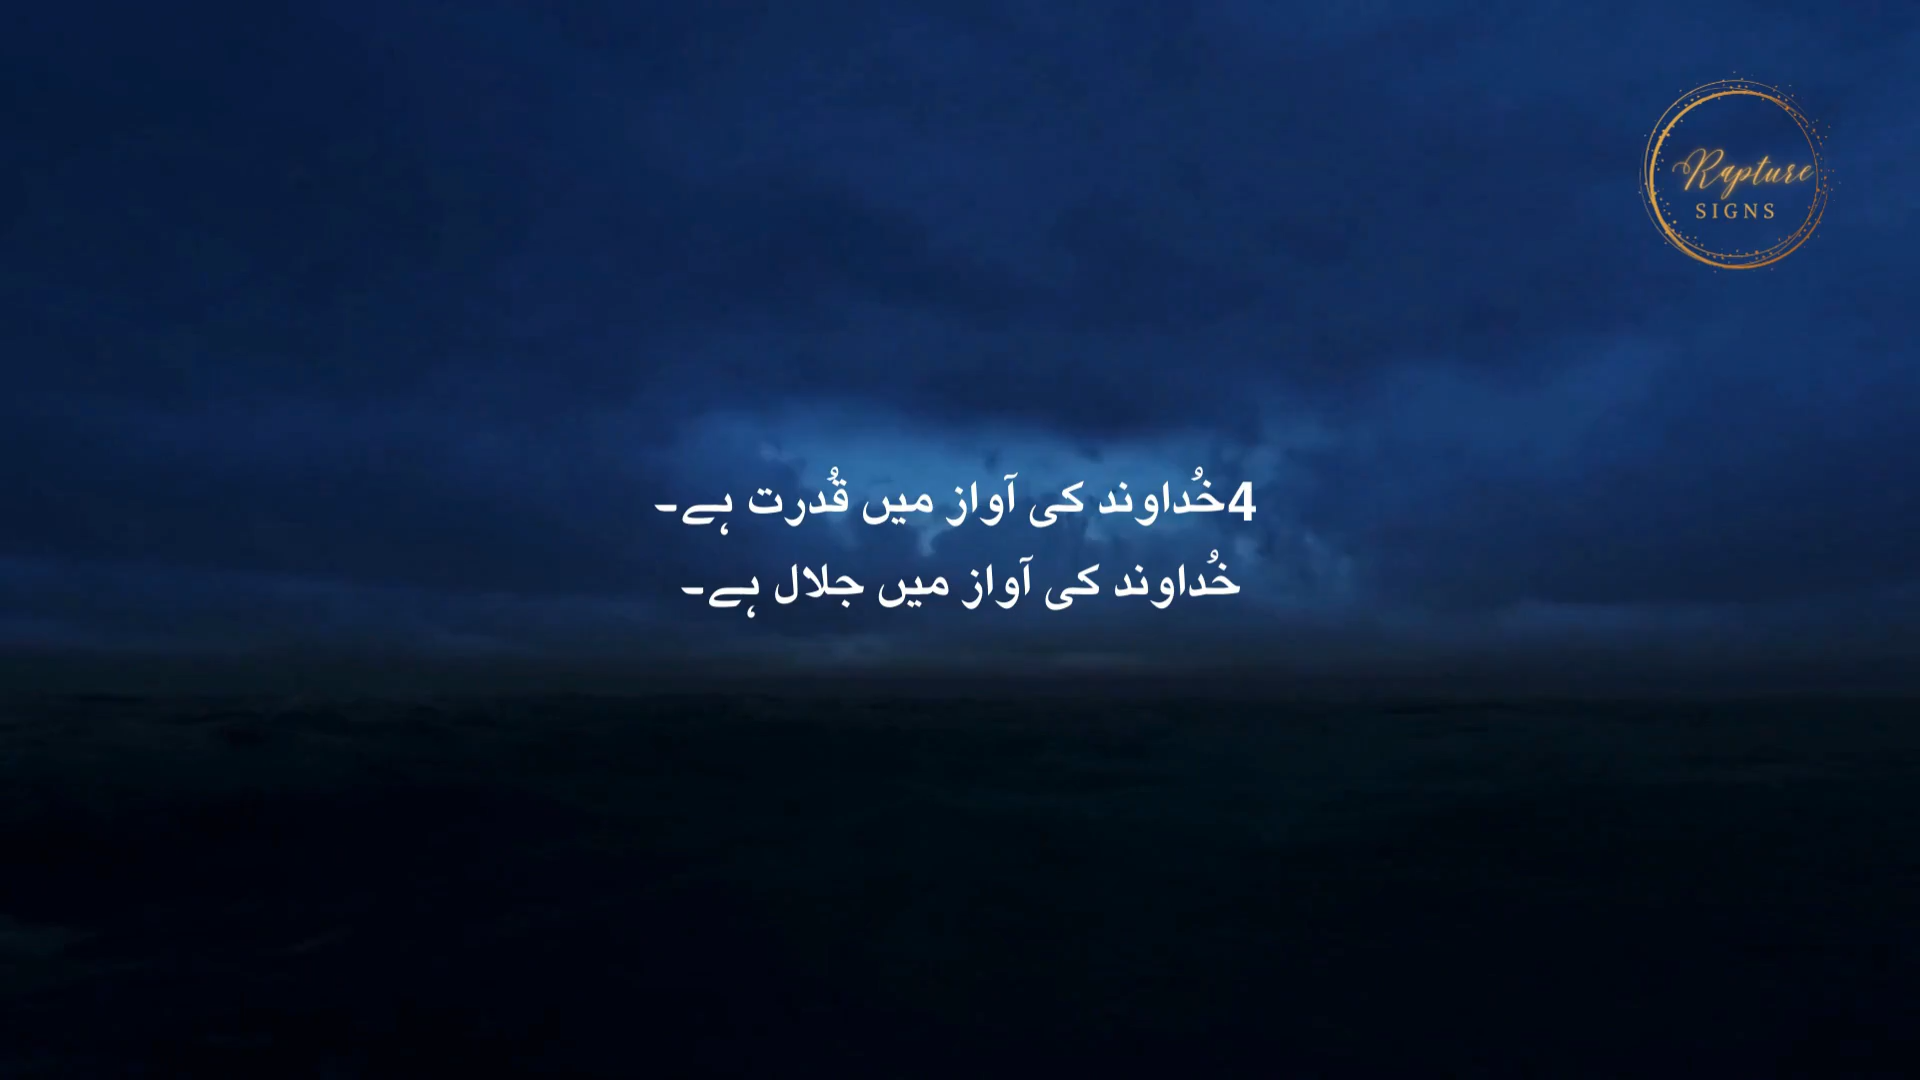 Rapture
SIGNS
4خُداوند کی آواز میں قُدرت ہے۔
خُداوند کی آواز میں جلال ہے۔